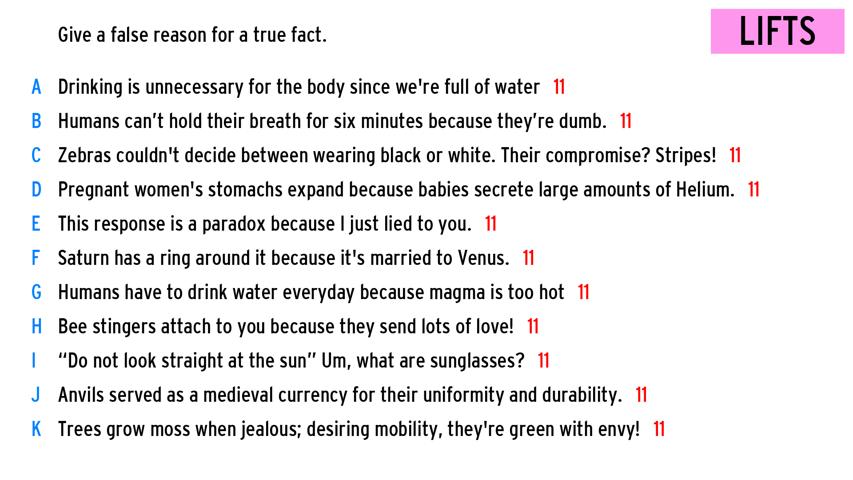 Give a false reason for a true fact.
LIFTS
A Drinking is unnecessary for the body since we're full of water 11
B Humans can’t hold their breath for six minutes because they’re dumb. 11
C Zebras couldn't decide between wearing black or white. Their compromise? Stripes! 11
D Pregnant women's stomachs expand because babies secrete large amounts of Helium. 11
E This response is a paradox because I just lied to you. 11
F Saturn has a ring around it because it's married to Venus. 11
G Humans have to drink water everyday because magma is too hot 11
H Bee stingers attach to you because they send lots of love! 11
I “Do not look straight at the sun” Um, what are sunglasses? 11
J Anvils served as a medieval currency for their uniformity and durability. 11
K Trees grow moss when jealous; desiring mobility, they're green with envy! 11